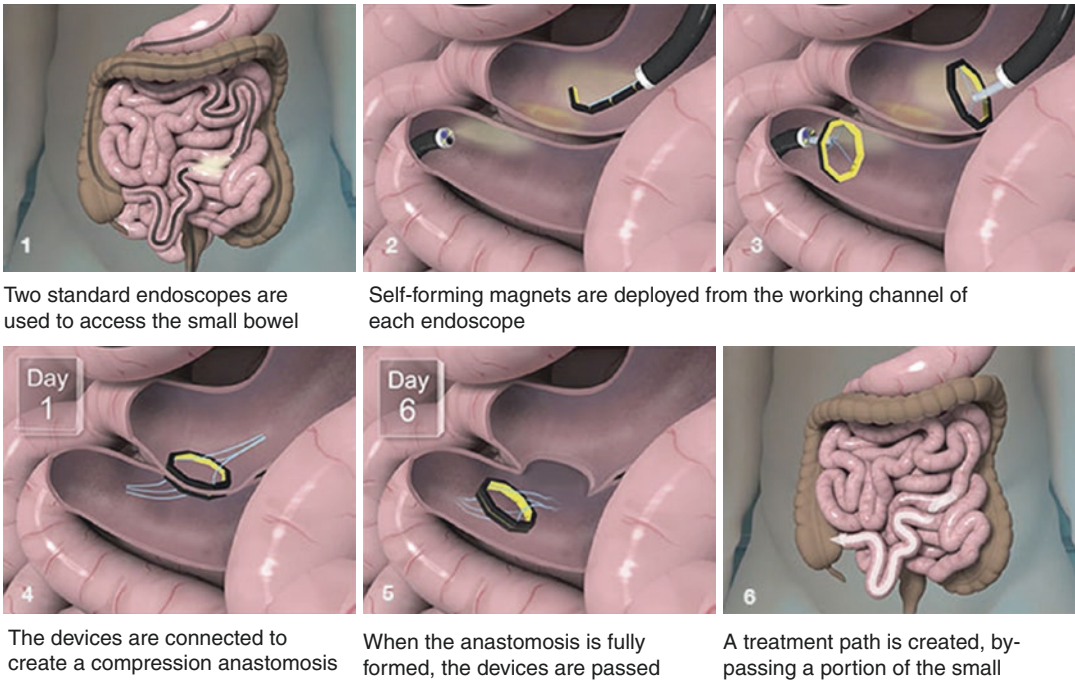 1
2
3
Two standard endoscopes are
used to access the small bowel
Self-forming magnets are deployed from the working channel of
each endoscope
Day
1
4
Day
6
5
6
The devices are connected to
create a compression anastomosis
When the anastomosis is fully
formed, the devices are passed
A treatment path is created, by-
passing a portion of the small